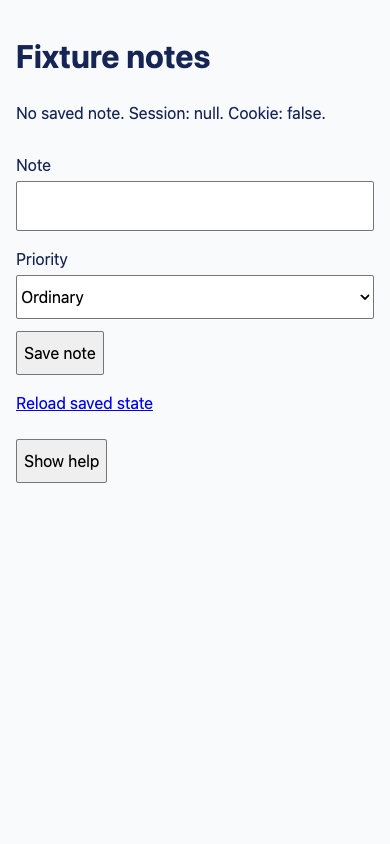 Fixture notes
No saved note. Session: null. Cookie: false.
Note
Priority
Ordinary
Save note
Reload saved state
Show help